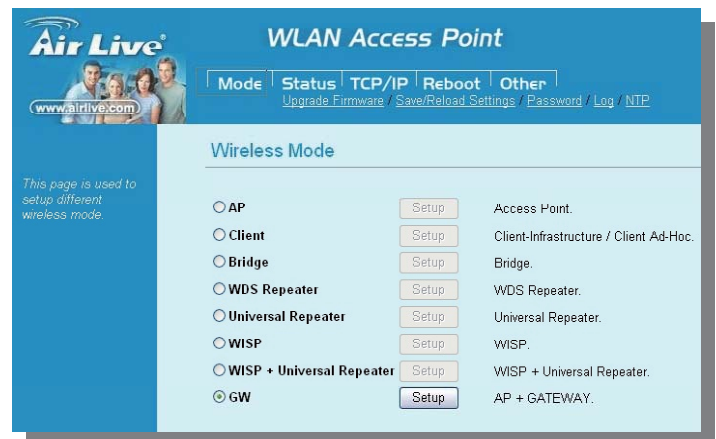 Air Live®
www.airlive.com
WLAN Access Point
Mode Status TCP/IP Reboot Other
Upgrade Firmware / Save/Reload Settings / Password / Log / NTP
This page is used to
setup different
wireless mode.
Wireless Mode
AP Setup Access Point.
Client Setup Client-Infrastructure / Client Ad-Hoc.
Bridge Setup Bridge.
WDS Repeater Setup WDS Repeater.
Universal Repeater Setup Universal Repeater.
WISP Setup WISP.
WISP + Universal Repeater Setup WISP + Universal Repeater.
GW Setup AP + GATEWAY.